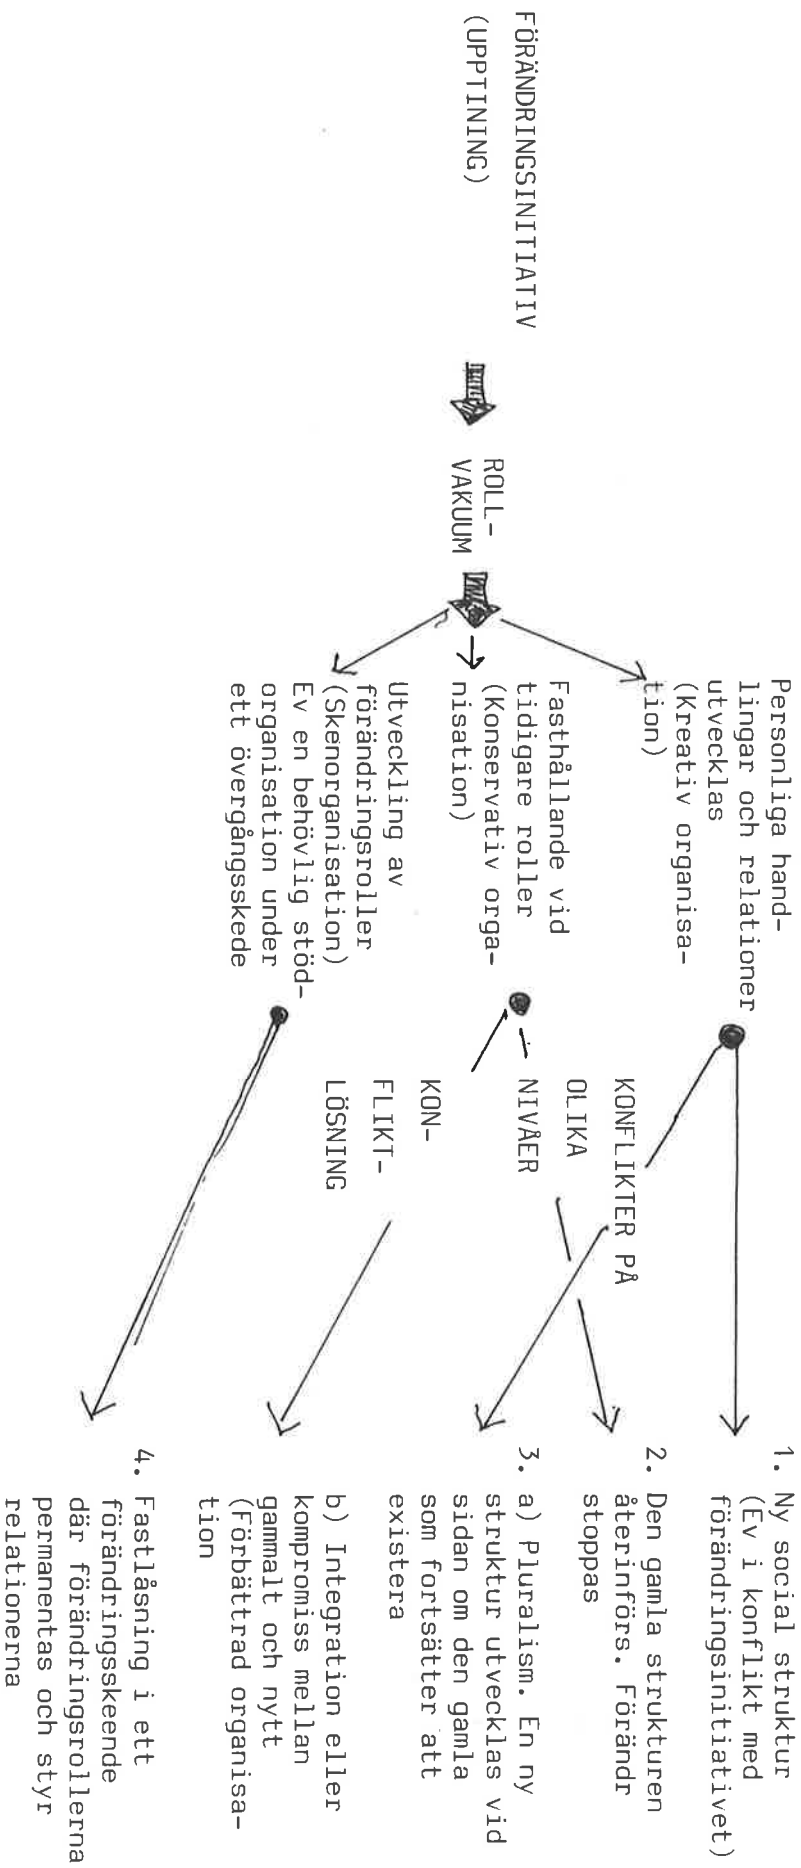 FÖRÄNDRINGSINITIATIV
(UPPTINING)
ROLL-
VAKUUM
Personliga hand-
lingar och relationer
utvecklas
(Kreativ organisa-
tion)
Fasthållande vid
tidigare roller
(Konservativ orga-
nisation)
Utveckling av
förändringsroller
(Skenorganisation)
Ev en behövlig stöd-
organisation under
ett övergångsskede
KONFLIKTER PÅ
OLIKA
NIVÅER
KON-
FLIKT-
LÖSNING
1. Ny social struktur
(Ev i konflikt med
förändringsinitiativet)
2. Den gamla strukturen
återinförs. Förändr
stoppas
3. a) Pluralism. En ny
struktur utvecklas vid
sidan om den gamla
som fortsätter att
existera
b) Integration eller
kompromiss mellan
gammalt och nytt
(Förbättrad organisa-
tion
4. Fastlåsning i ett
förändringsskeende
där förändringsrollerna
permanentas och styr
relationerna